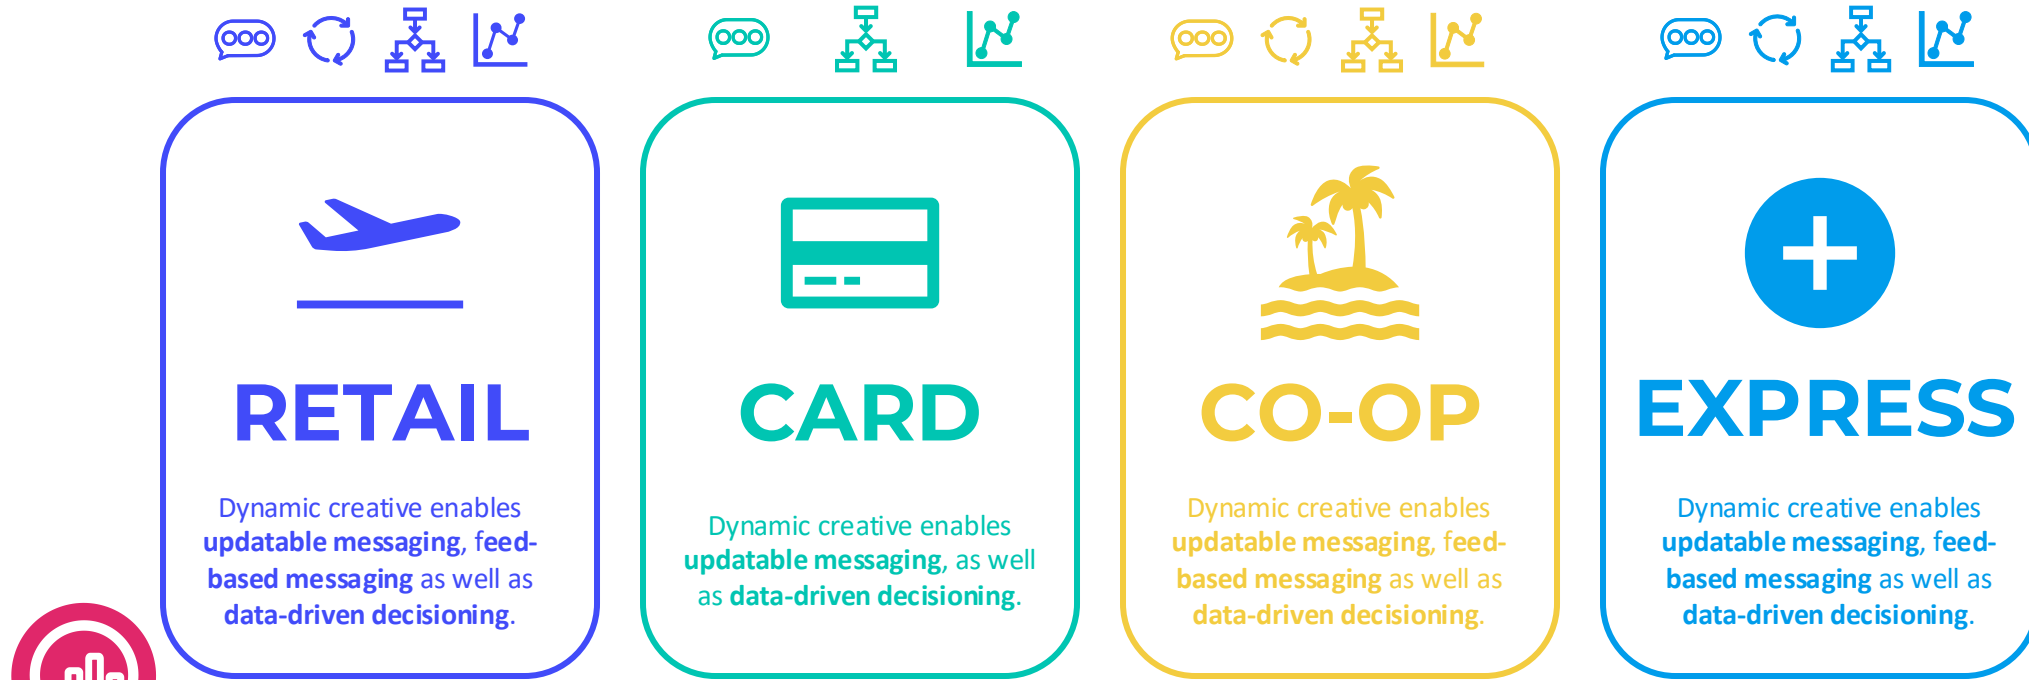 RETAIL
Dynamic creative enables
updatable messaging, feed-
based messaging as well as
data-driven decisioning.
CARD
Dynamic creative enables
updatable messaging, as well
as data-driven decisioning.
CO-OP
Dynamic creative enables
updatable messaging, feed-
based messaging as well as
data-driven decisioning.
EXPRESS
Dynamic creative enables
updatable messaging, feed-
based messaging as well as
data-driven decisioning.